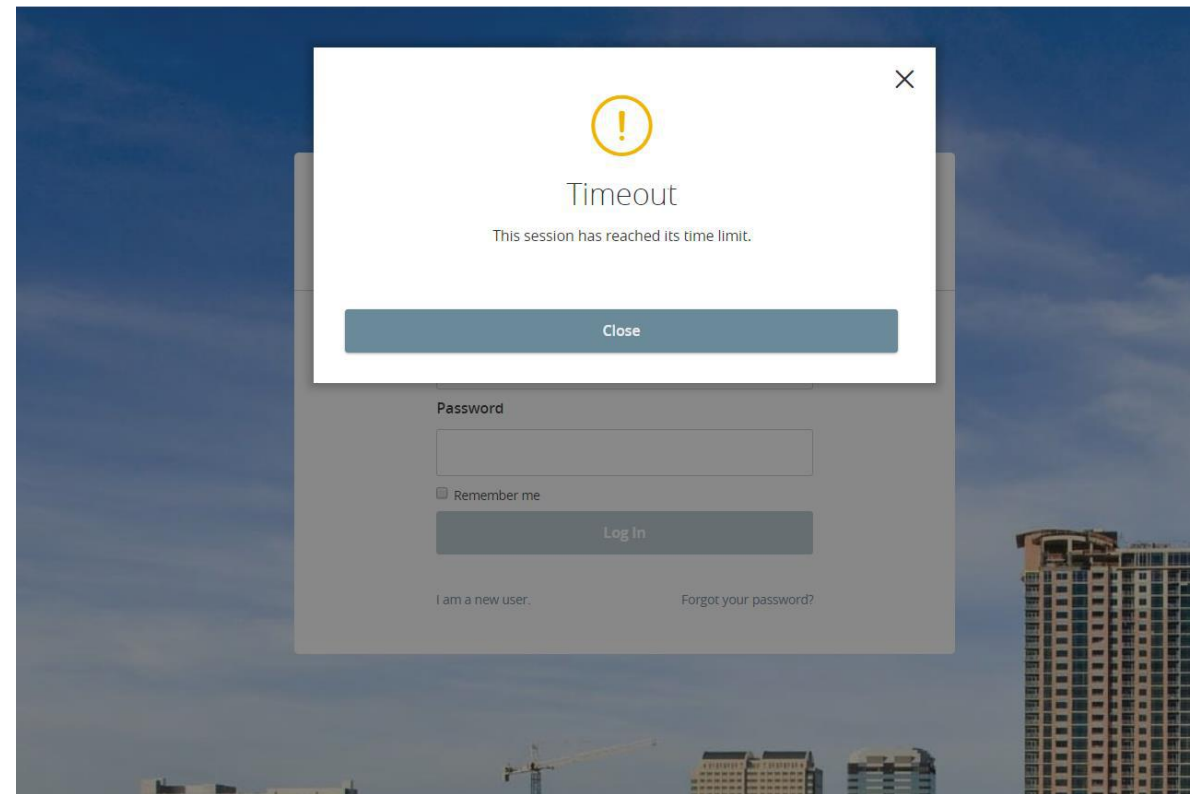 Timeout
This session has reached its time limit.
Close
Password
Remember me
Log In
I am a new user.
Forgot your password?